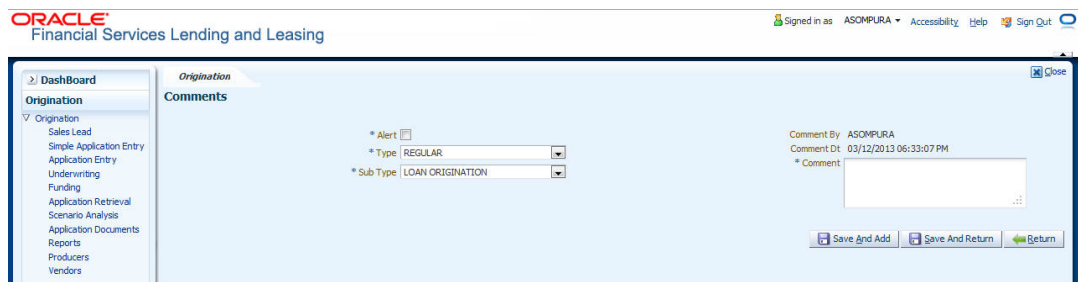 ORACLE®
Financial Services Lending and Leasing
Signed in as ASOMPURA Accessibility Help Sign Out
Close
DashBoard
Origination
Origination
Sales Lead
Simple Application Entry
Application Entry
Underwriting
Funding
Application Retrieval
Scenario Analysis
Application Documents
Reports
Producers
Vendors
Origination
Comments
* Alert
* Type REGULAR
* Sub Type LOAN ORIGINATION
Comment By ASOMPURA
Comment Dt 03/12/2013 06:33:07 PM
* Comment
Save And Add Save And Return Return